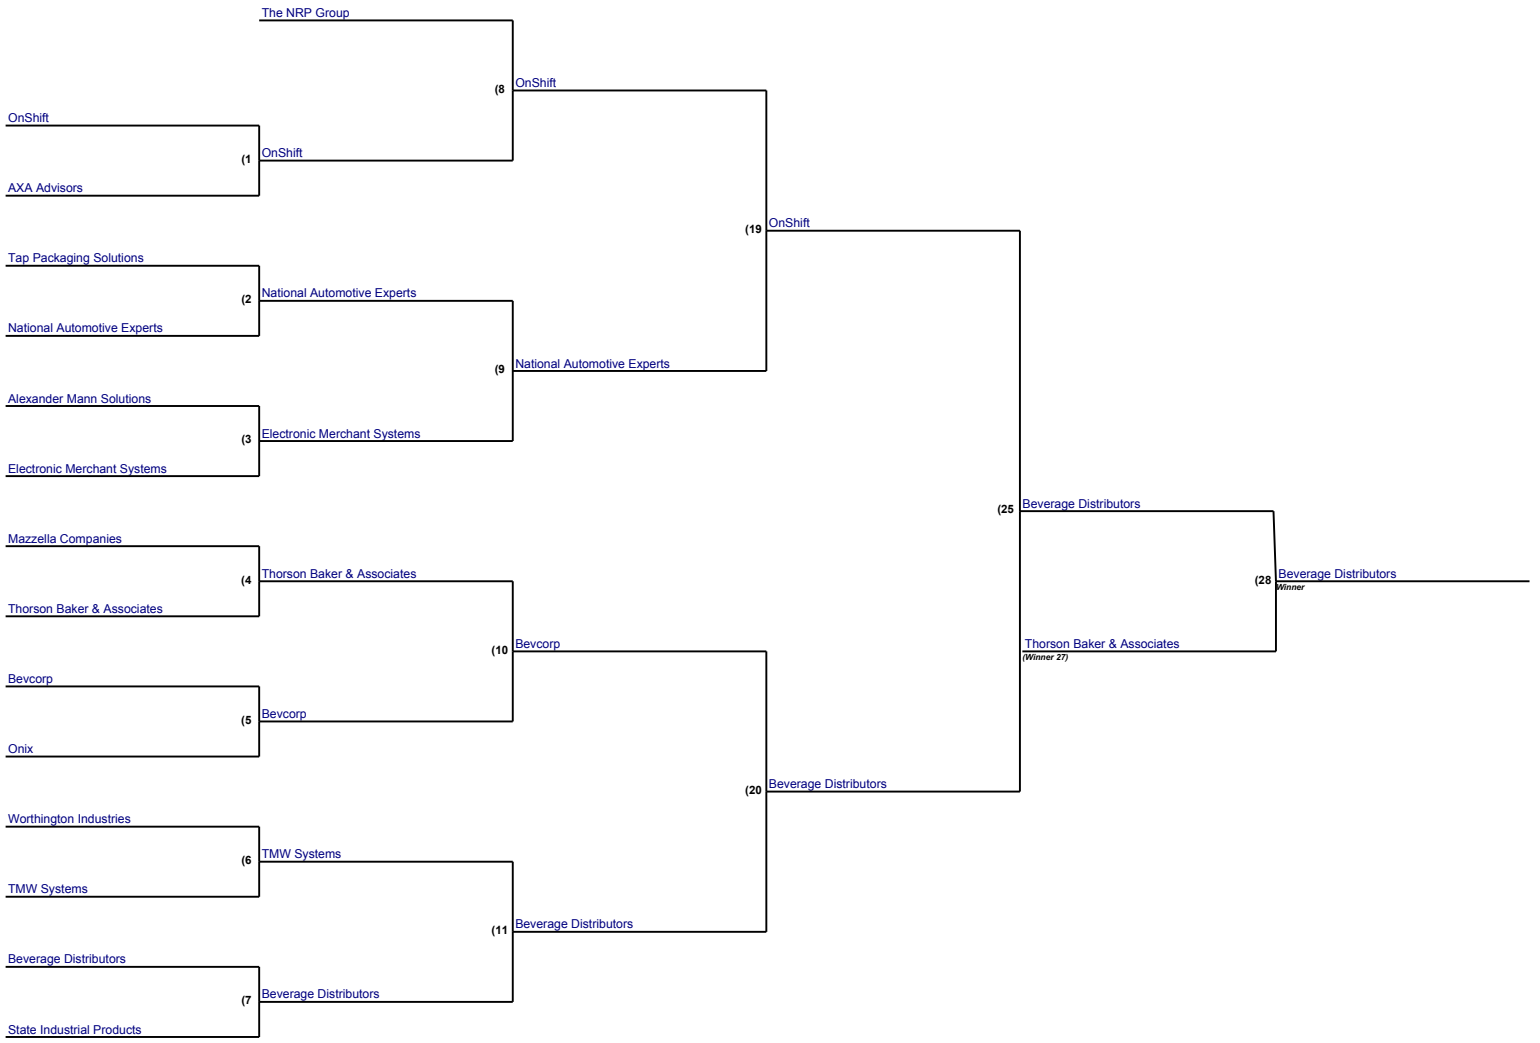 The NRP Group
(8 OnShift
OnShift
(1 OnShift
AXA Advisors
(19 OnShift
Tap Packaging Solutions
(2 National Automotive Experts
National Automotive Experts
(9 National Automotive Experts
Alexander Mann Solutions
(3 Electronic Merchant Systems
Electronic Merchant Systems
(25 Beverage Distributors
Mazzella Companies
(4 Thorson Baker & Associates
(28 Beverage Distributors
Winner
Thorson Baker & Associates
(10 Bevcorp
Thorson Baker & Associates
(Winner 27)
Bevcorp
(5 Bevcorp
Onix
(20 Beverage Distributors
Worthington Industries
(6 TMW Systems
TMW Systems
(11 Beverage Distributors
Beverage Distributors
(7 Beverage Distributors
State Industrial Products